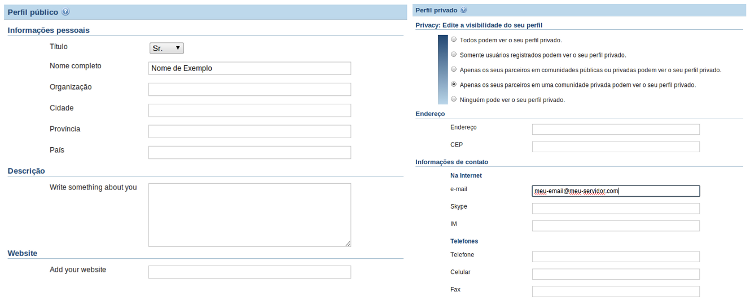 Perfil público
Informações pessoais
Título
Sr.
Nome completo
Nome de Exemplo
Organização
Cidade
Província
País
Descrição
Write something about you
Website
Add your website
Perfil privado
Privacy: Edite a visibilidade do seu perfil
Todos podem ver o seu perfil privado.
Somente usuários registrados podem ver o seu perfil privado.
Apenas os seus parceiros em comunidades públicas ou privadas podem ver o seu perfil privado.
Apenas os seus parceiros em uma comunidade privada podem ver o seu perfil privado.
Ninguém pode ver o seu perfil privado.
Endereço
Endereço
CEP
Informações de contato
Na Internet
e-mail
meu-email@meu-servicor.com
Skype
IM
Telefones
Telefone
Celular
Fax